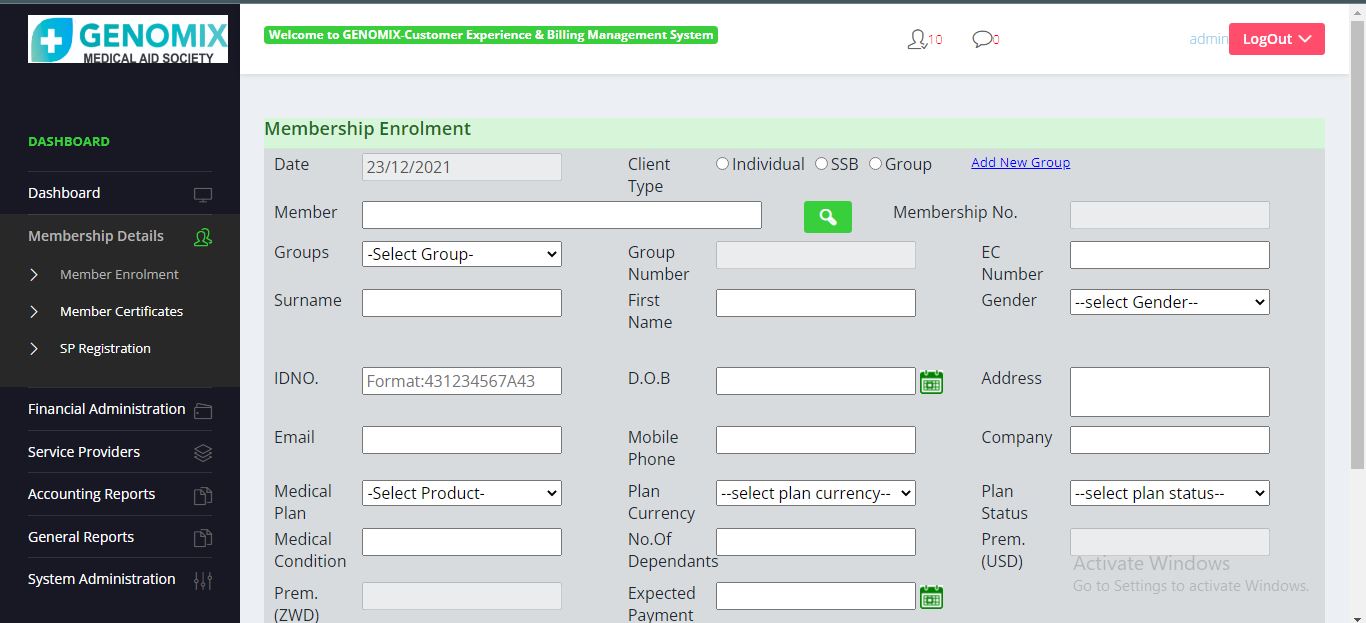 GENOMIX
MEDICAL AID SOCIETY
Welcome to GENOMIX-Customer Experience & Billing Management System
10
0
admin
LogOut
DASHBOARD
Dashboard
Membership Details
Member Enrolment
Member Certificates
SP Registration
Financial Administration
Service Providers
Accounting Reports
General Reports
System Administration
Membership Enrolment
Date
23/12/2021
Client
Type
Individual SSB Group
Add New Group
Member
Membership No.
Groups
-Select Group-
Group
Number
EC
Number
Surname
First
Name
Gender
--select Gender--
IDNO.
Format:431234567A43
D.O.B
Address
Email
Mobile
Phone
Company
Medical
Plan
-Select Product-
Plan
Currency
--select plan currency--
Plan
Status
--select plan status--
Medical
Condition
No.Of
Dependants
Prem.
(USD)
Prem.
(ZWD)
Expected
Payment
Activate Windows
Go to Settings to activate Windows.